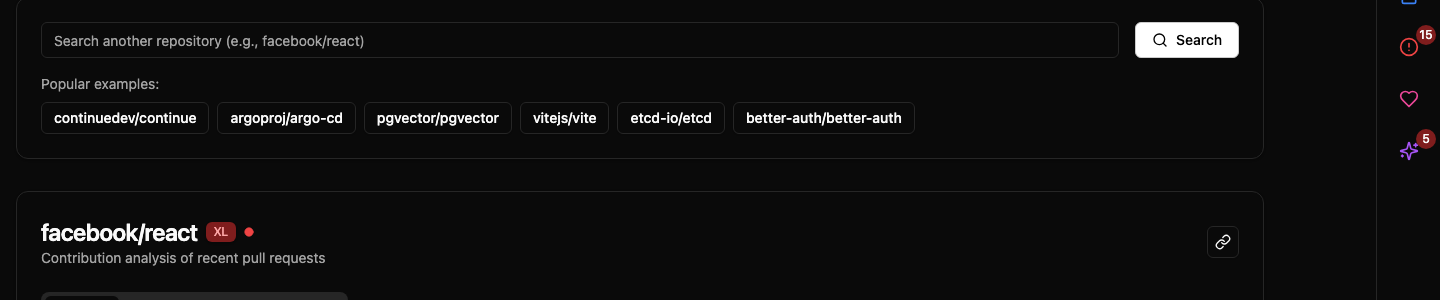 Search another repository (e.g., facebook/react)
Search
15
Popular examples:
continuedev/continue
argoproj/argo-cd
pgvector/pgvector
vitejs/vite
etcd-io/etcd
better-auth/better-auth
5
facebook/react XL
Contribution analysis of recent pull requests